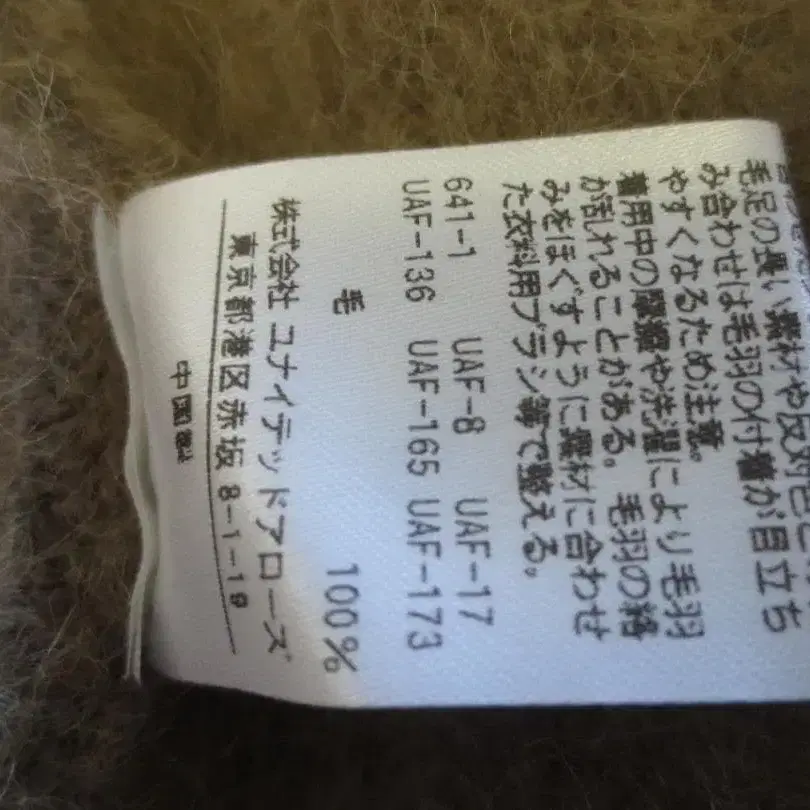 毛足の長い素材や反対色との
み合わせは毛羽の付着が目立ち
やすくなるため注意。
着用中の摩擦や洗濯により毛羽
が乱れることがある。毛羽の絡
みをほぐすように素材に合わせ
た衣料用ブラシ等で整える。
641-1 UAF-8 UAF-17
UAF-136 UAF-165 UAF-173
毛 100%
株式会社 ユナイテッドアローズ
東京都港区赤坂 8-1-19
中国製